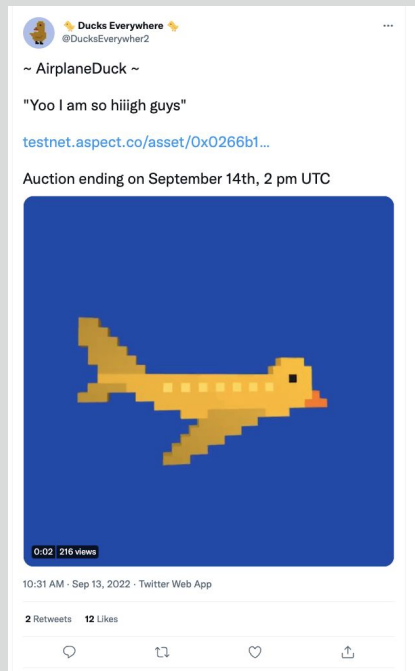 Ducks Everywhere
@DucksEverywher2
~ AirplaneDuck ~
"Yoo I am so hiiigh guys"
testnet.aspect.co/asset/0x0266b1...
Auction ending on September 14th, 2 pm UTC
0:02 216 views
10:31 AM · Sep 13, 2022 · Twitter Web App
2 Retweets 12 Likes